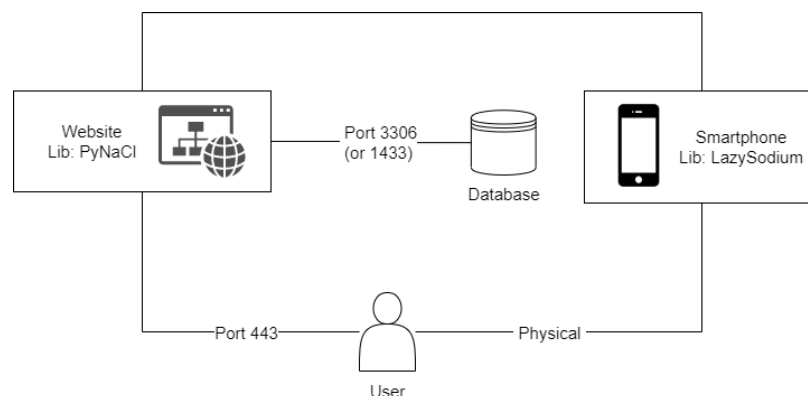 Website
Lib: PyNaCl
Port 3306
(or 1433)
Database
Smartphone
Lib: LazySodium
Port 443
Physical
User